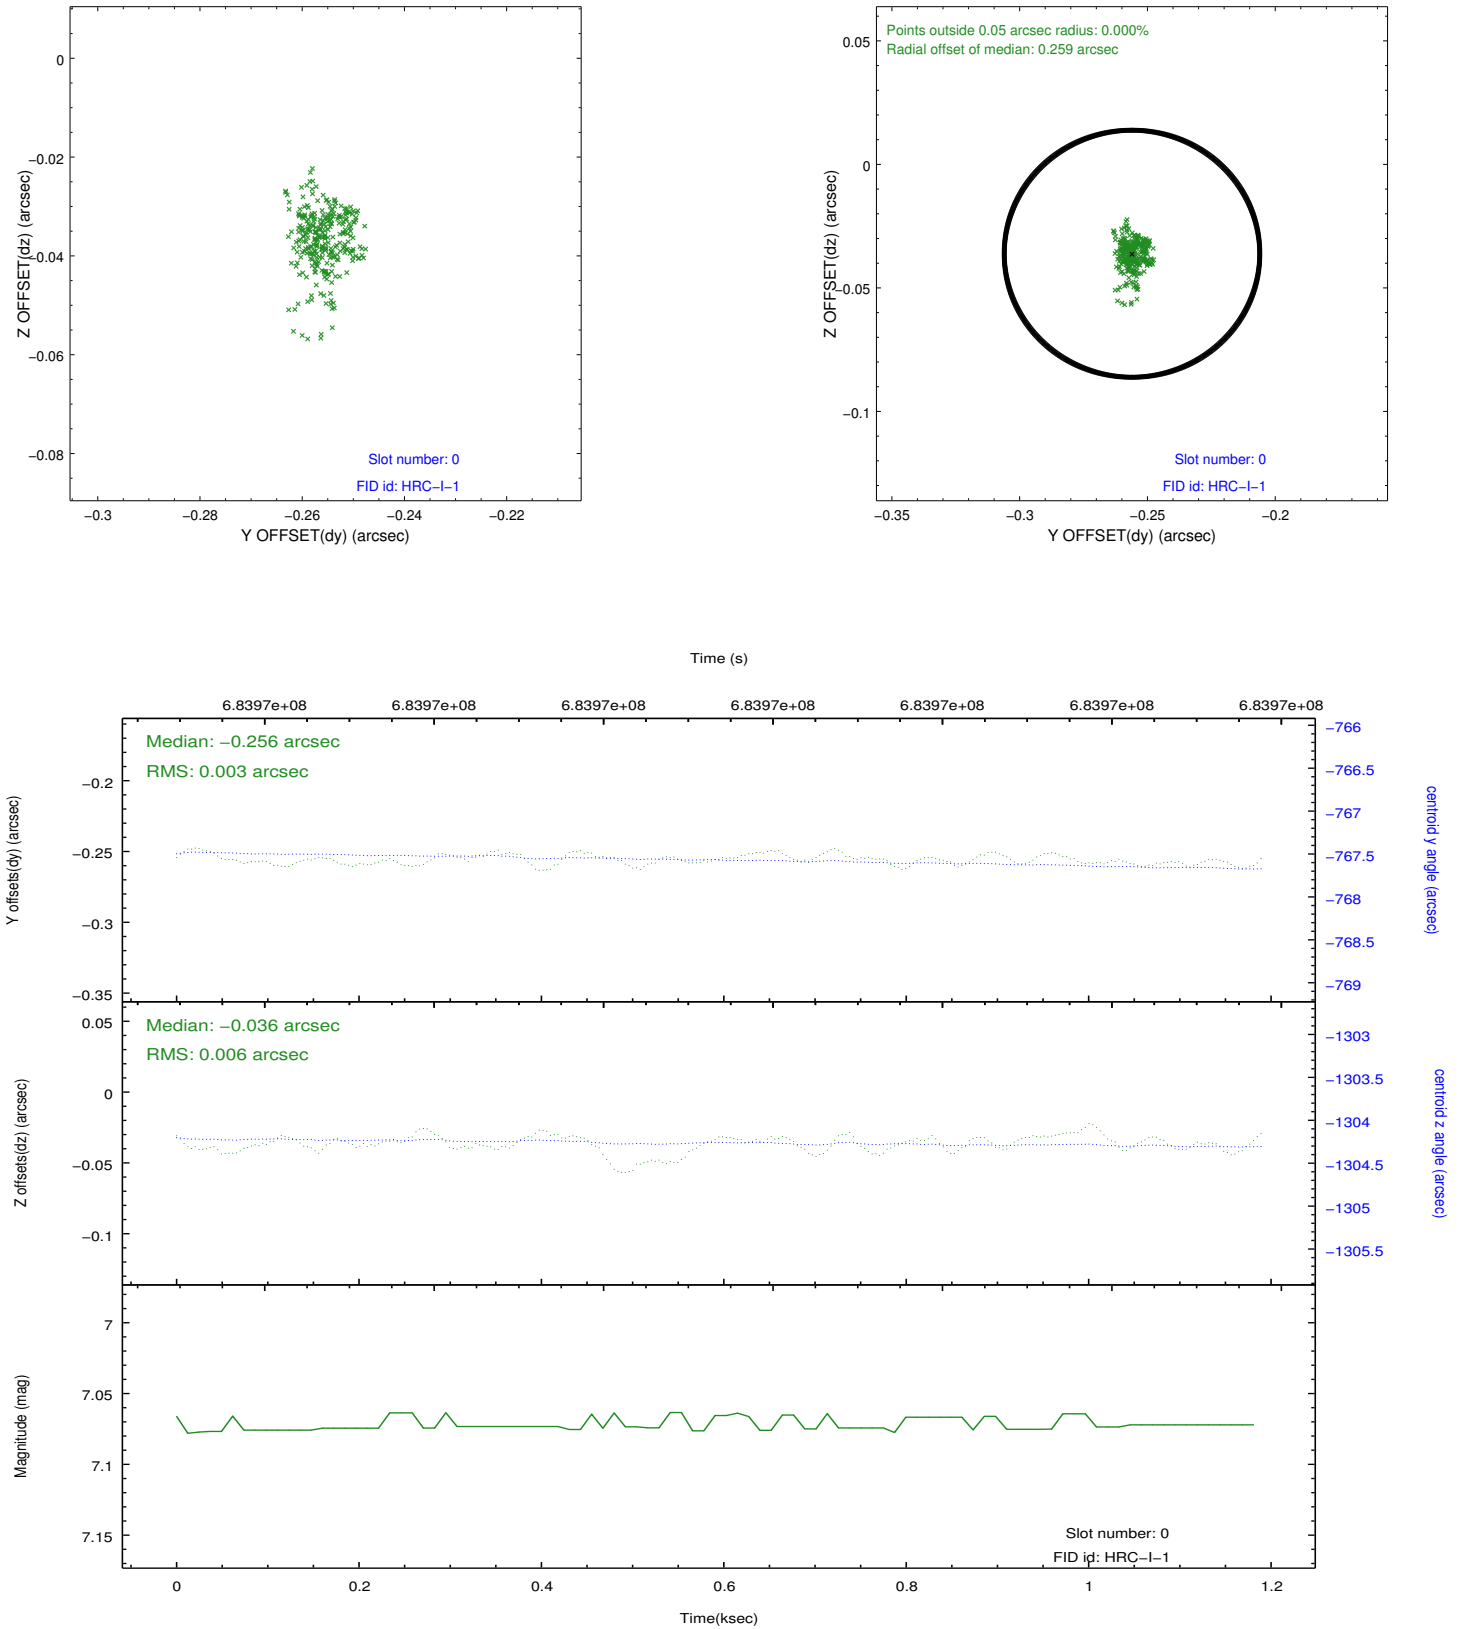 0
−0.02
−0.04
−0.06
−0.08
Z OFFSET(dz) (arcsec)
Slot number: 0
FID id: HRC−I−1
−0.3
−0.28
−0.26
−0.24
−0.22
Y OFFSET(dy) (arcsec)
Points outside 0.05 arcsec radius: 0.000%
Radial offset of median: 0.259 arcsec
0.05
0
−0.05
−0.1
Z OFFSET(dz) (arcsec)
Slot number: 0
FID id: HRC−I−1
−0.35
−0.3
−0.25
−0.2
Y OFFSET(dy) (arcsec)
Time (s)
6.8397e+08
6.8397e+08
6.8397e+08
6.8397e+08
6.8397e+08
6.8397e+08
6.8397e+08
Median: −0.256 arcsec
RMS: 0.003 arcsec
−0.2
−0.25
−0.3
−0.35
Y offsets(dy) (arcsec)
−766
−766.5
−767
−767.5
−768
−768.5
−769
centroid y angle (arcsec)
Median: −0.036 arcsec
RMS: 0.006 arcsec
0.05
0
−0.05
−0.1
Z offsets(dz) (arcsec)
−1303
−1303.5
−1304
−1304.5
−1305
−1305.5
centroid z angle (arcsec)
7
7.05
7.1
7.15
Magnitude (mag)
Slot number: 0
FID id: HRC−I−1
0
0.2
0.4
0.6
0.8
1
1.2
Time(ksec)